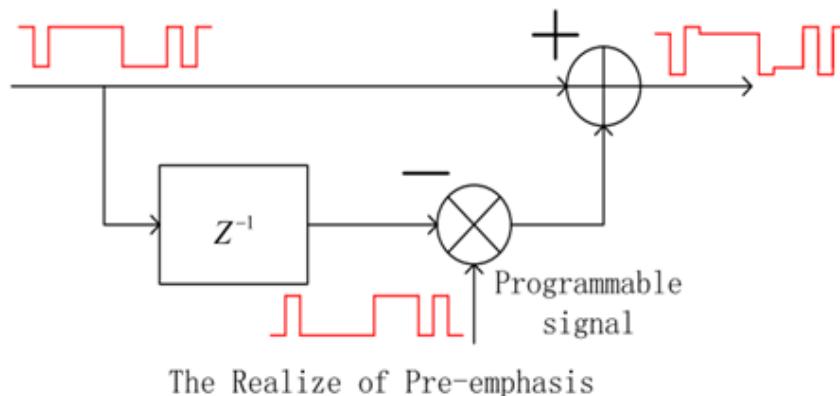 +
−
Z⁻¹
Programmable
signal
The Realize of Pre-emphasis